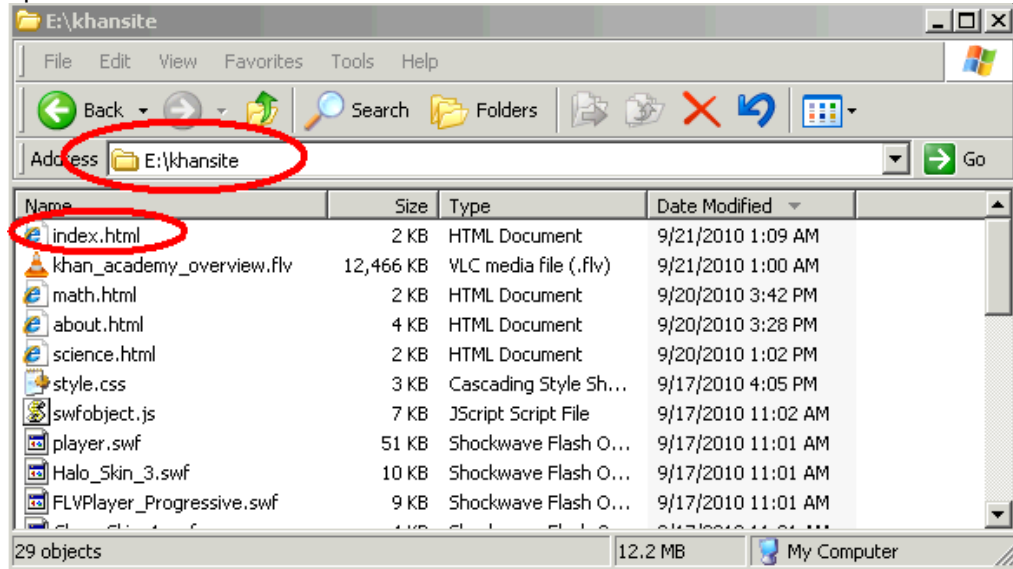 E:\khansite
File Edit View Favorites Tools Help
Back Search Folders
Address E:\khansite Go
Name Size Type Date Modified
index.html 2 KB HTML Document 9/21/2010 1:09 AM
khan_academy_overview.flv 12,466 KB VLC media file (.flv) 9/21/2010 1:00 AM
math.html 2 KB HTML Document 9/20/2010 3:42 PM
about.html 4 KB HTML Document 9/20/2010 3:28 PM
science.html 2 KB HTML Document 9/20/2010 1:02 PM
style.css 3 KB Cascading Style Sh... 9/17/2010 4:05 PM
swfobject.js 7 KB JScript Script File 9/17/2010 11:02 AM
player.swf 51 KB Shockwave Flash O... 9/17/2010 11:01 AM
Halo_Skin_3.swf 10 KB Shockwave Flash O... 9/17/2010 11:01 AM
FLVPlayer_Progressive.swf 9 KB Shockwave Flash O... 9/17/2010 11:01 AM
29 objects 12.2 MB My Computer